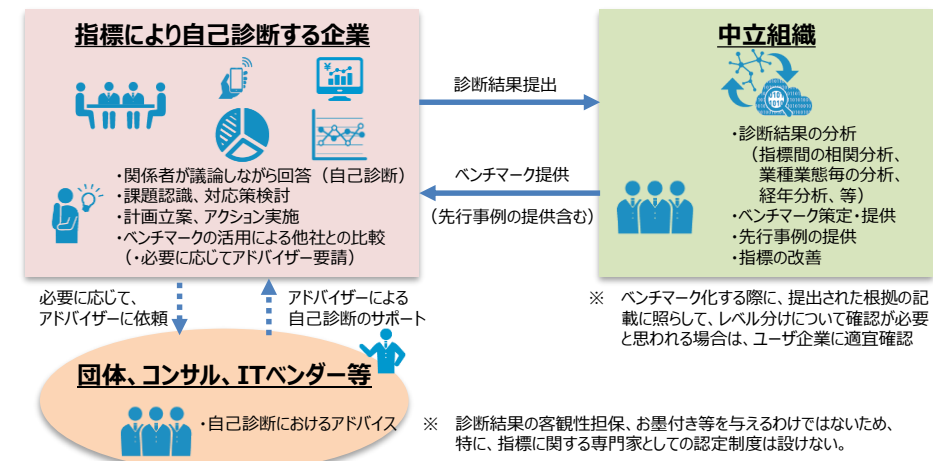 指標により自己診断する企業
・関係者が議論しながら回答（自己診断）
・課題認識、対応策検討
・計画立案、アクション実施
・ベンチマークの活用による他社との比較
（・必要に応じてアドバイザー要請）
診断結果提出
ベンチマーク提供
（先行事例の提供含む）
中立組織
・診断結果の分析
（指標間の相関分析、
業種業態毎の分析、
経年分析、等）
・ベンチマーク策定・提供
・先行事例の提供
・指標の改善
必要に応じて、
アドバイザーに依頼
アドバイザーによる
自己診断のサポート
※ ベンチマーク化する際に、提出された根拠の記
載に照らして、レベル分けについて確認が必要
と思われる場合は、ユーザ企業に適宜確認
団体、コンサル、ITベンダー等
・自己診断におけるアドバイス
※ 診断結果の客観性担保、お墨付き等を与えるわけではないため、
特に、指標に関する専門家としての認定制度は設けない。